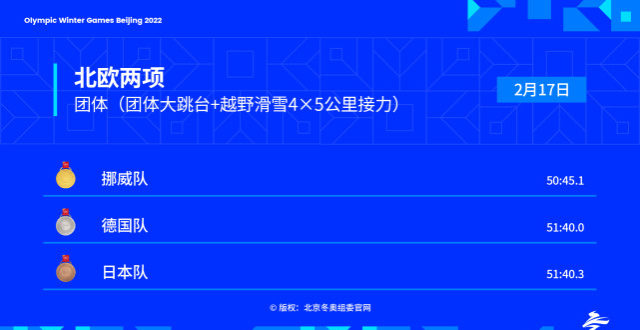 Olympic Winter Games Beijing 2022
北欧两项
团体（团体大跳台+越野滑雪4×5公里接力）
2月17日
挪威队 50:45.1
德国队 51:40.0
日本队 51:40.3
© 版权：北京冬奥组委官网